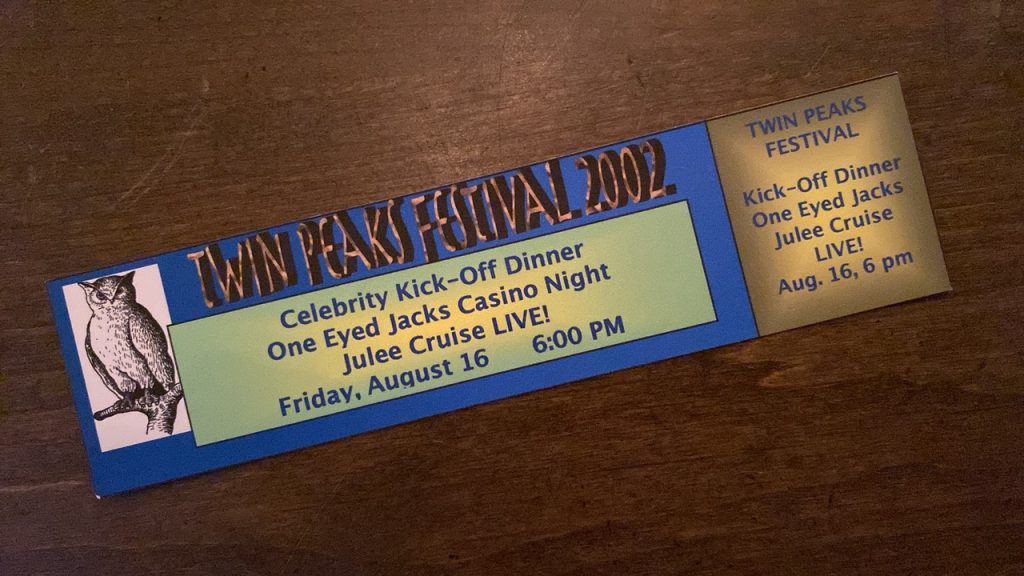 TWIN PEAKS FESTIVAL 2002
Celebrity Kick-Off Dinner
One Eyed Jacks Casino Night
Julee Cruise LIVE!
Friday, August 16 6:00 PM
TWIN PEAKS
FESTIVAL
Kick-Off Dinner
One Eyed Jacks
Julee Cruise
LIVE!
Aug. 16, 6 pm